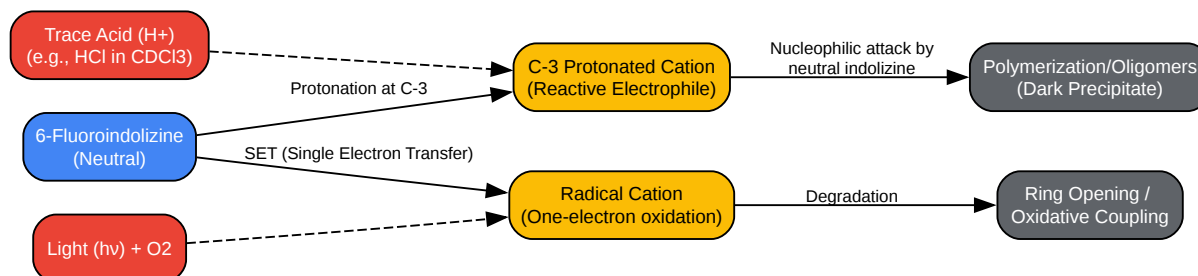 Trace Acid (H+)
(e.g., HCl in CDCl3)
Protonation at C-3
C-3 Protonated Cation
(Reactive Electrophile)
Nucleophilic attack by
neutral indolizine
Polymerization/Oligomers
(Dark Precipitate)
6-Fluoroindolizine
(Neutral)
SET (Single Electron Transfer)
Radical Cation
(One-electron oxidation)
Degradation
Ring Opening /
Oxidative Coupling
Light (hν) + O2